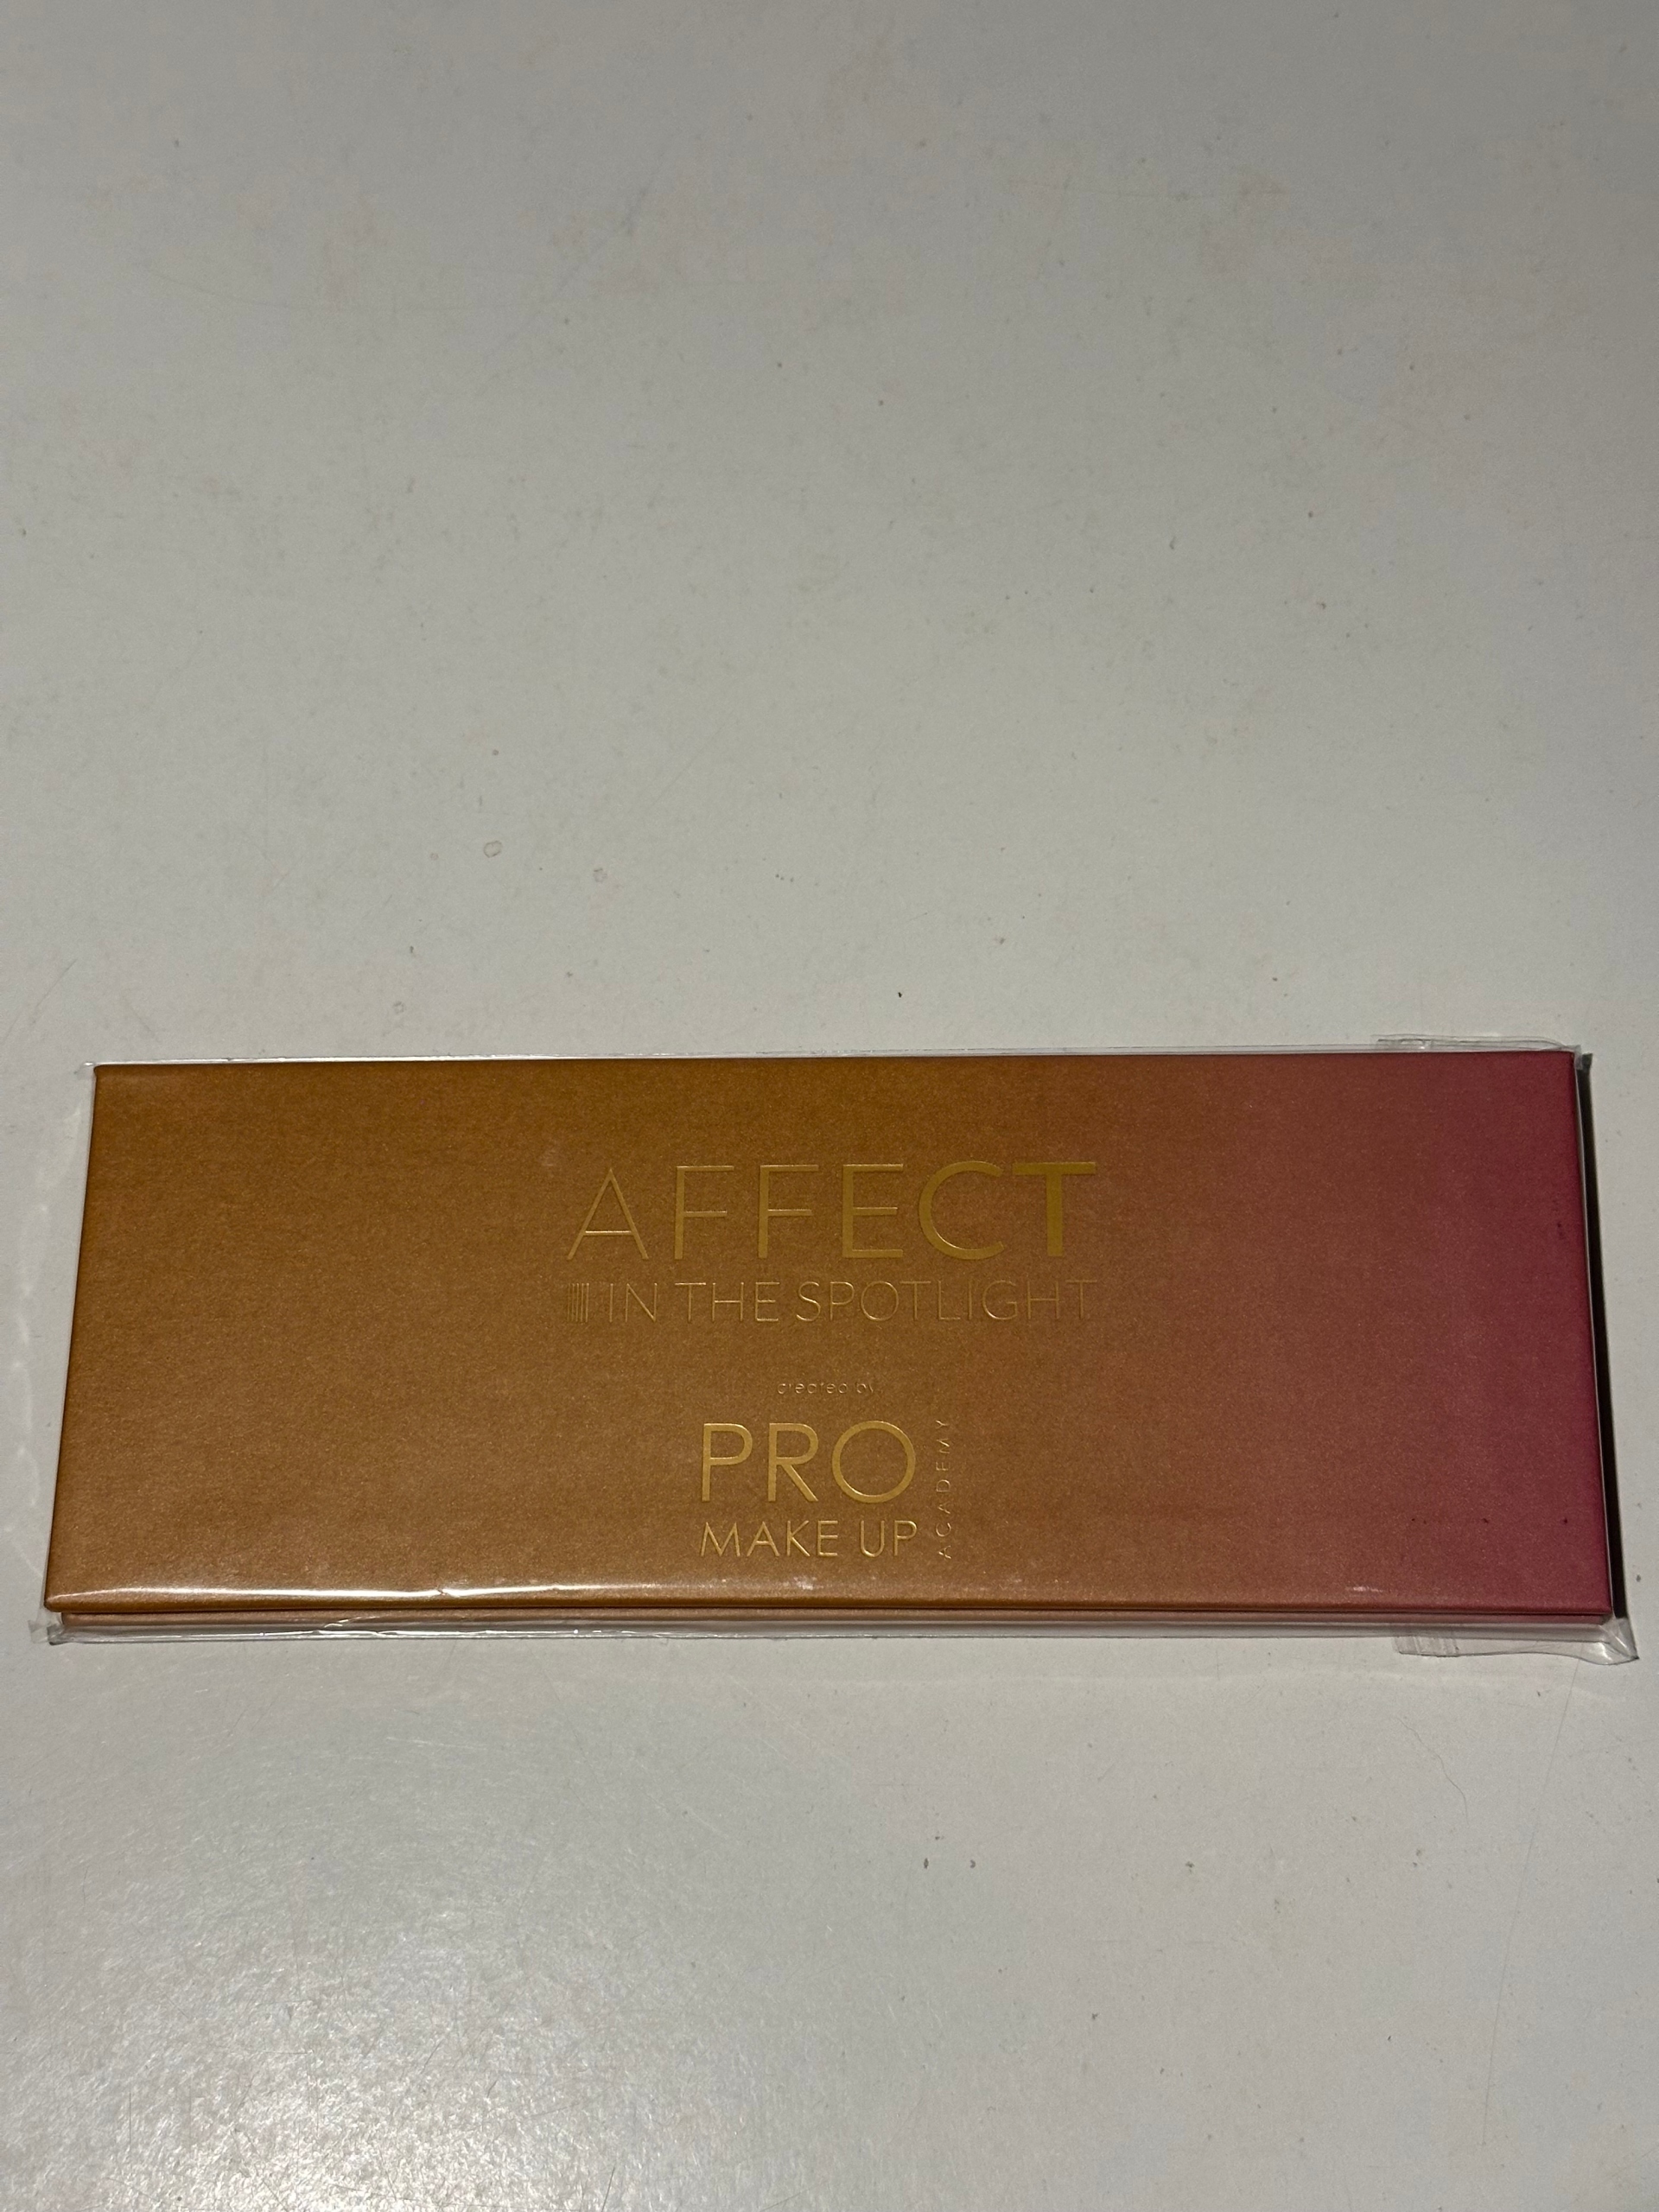 AFFECT
IN THE SPOTLIGHT
created by:
PRO
MAKE UP
ACADEMY